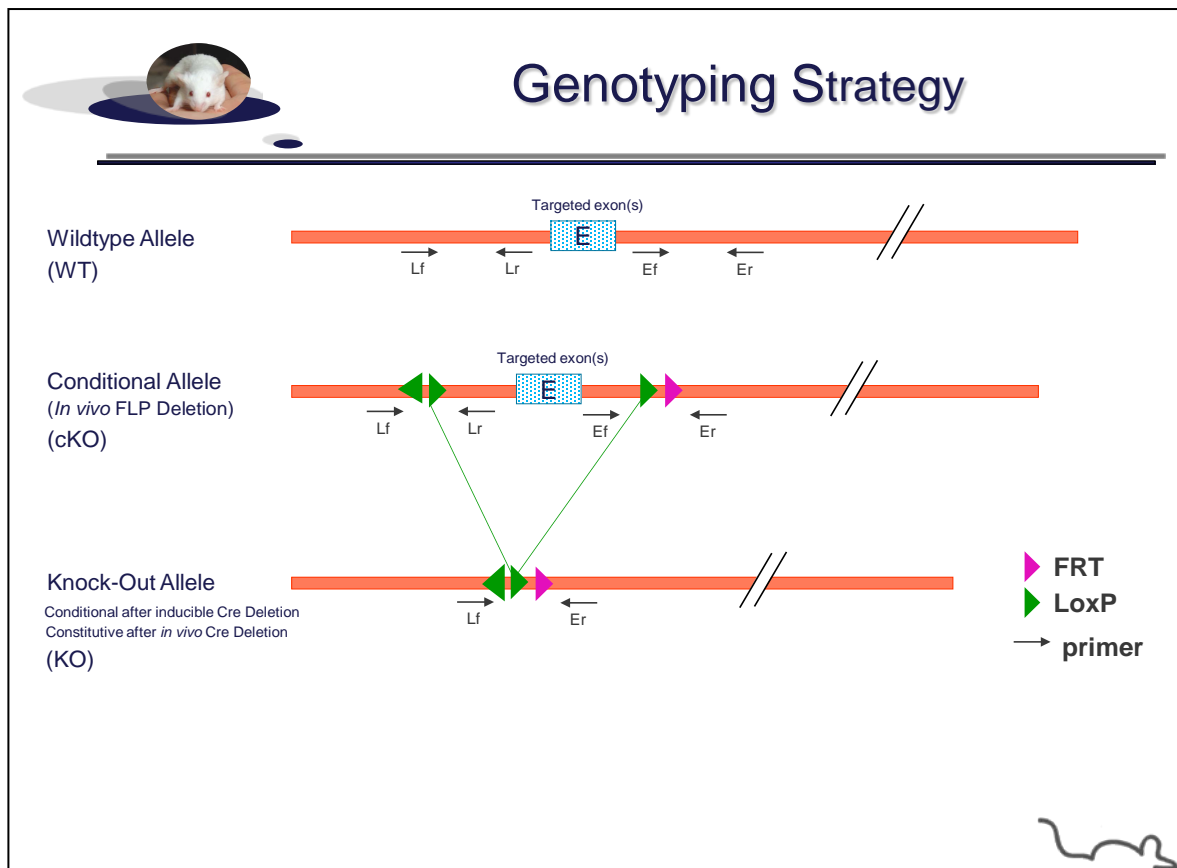 Genotyping Strategy
Targeted exon(s)
Wildtype Allele
E
(WT)
Lf
Lr
Ef
Er
Targeted exon(s)
Conditional Allele
E
(In vivo FLP Deletion)
(cKO)
Lf
Lr
Ef
Er
Knock-Out Allele
Conditional after inducible Cre Deletion
Constitutive after in vivo Cre Deletion
(KO)
Lf
Er
FRT
LoxP
primer